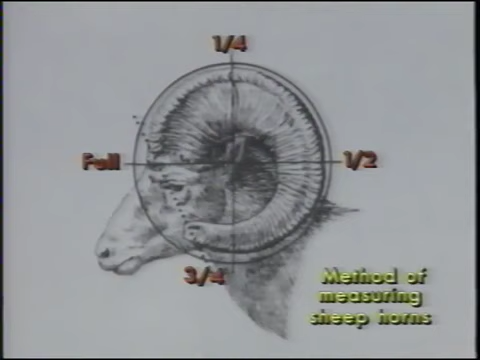 1/4
Full
1/2
3/4
Method of
measuring
sheep horns